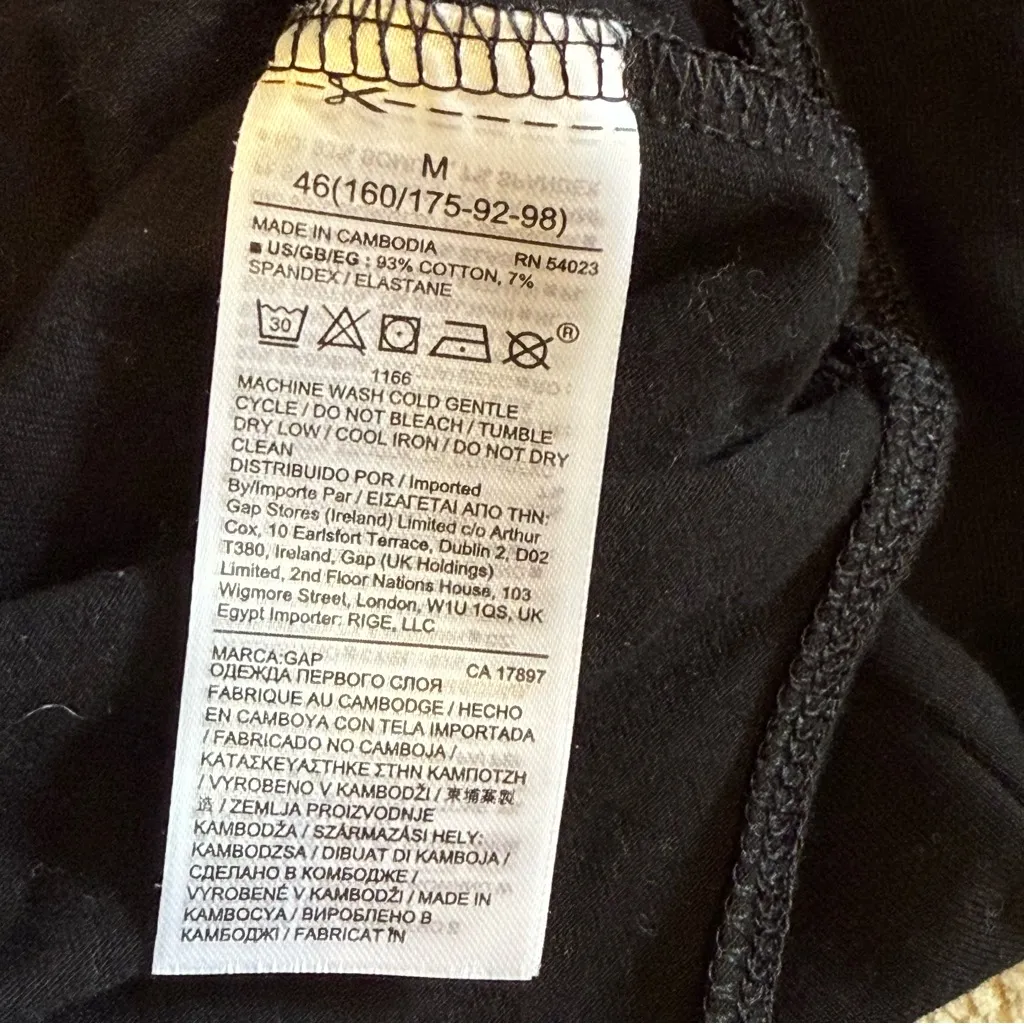 M
46(160/175-92-98)
MADE IN CAMBODIA
RN 54023
■ US/GB/EG : 93% COTTON, 7%
SPANDEX / ELASTANE
30
®
1166
MACHINE WASH COLD GENTLE
CYCLE / DO NOT BLEACH / TUMBLE
DRY LOW / COOL IRON / DO NOT DRY
CLEAN
DISTRIBUIDO POR / Imported
By/Importe Par / ΕΙΣΑΓΕΤΑΙ ΑΠΟ ΤΗΝ:
Gap Stores (Ireland) Limited c/o Arthur
Cox, 10 Earlsfort Terrace, Dublin 2, D02
T380, Ireland, Gap (UK Holdings)
Limited, 2nd Floor Nations House, 103
Wigmore Street, London, W1U 1QS, UK
Egypt Importer: RIGE, LLC
MARCA:GAP
CA 17897
ОДЕЖДА ПЕРВОГО СЛОЯ
FABRIQUE AU CAMBODGE / HECHO
EN CAMBOYA CON TELA IMPORTADA
/ FABRICADO NO CAMBOJA /
ΚΑΤΑΣΚΕΥΑΣΤΗΚΕ ΣΤΗΝ ΚΑΜΠΟΤΖΗ
/ VYROBENO V KAMBODŽI / 柬埔寨製
造 / ZEMLJA PROIZVODNJE
KAMBODŽA / SZÁRMAZÁSI HELY:
KAMBODZSA / DIBUAT DI KAMBOJA /
СДЕЛАНО В КОМБОДЖЕ /
VYROBENÉ V KAMBODŽI / MADE IN
KAMBOCYA / ВИРОБЛЕНО В
КАМБОДЖІ / FABRICAT ÎN